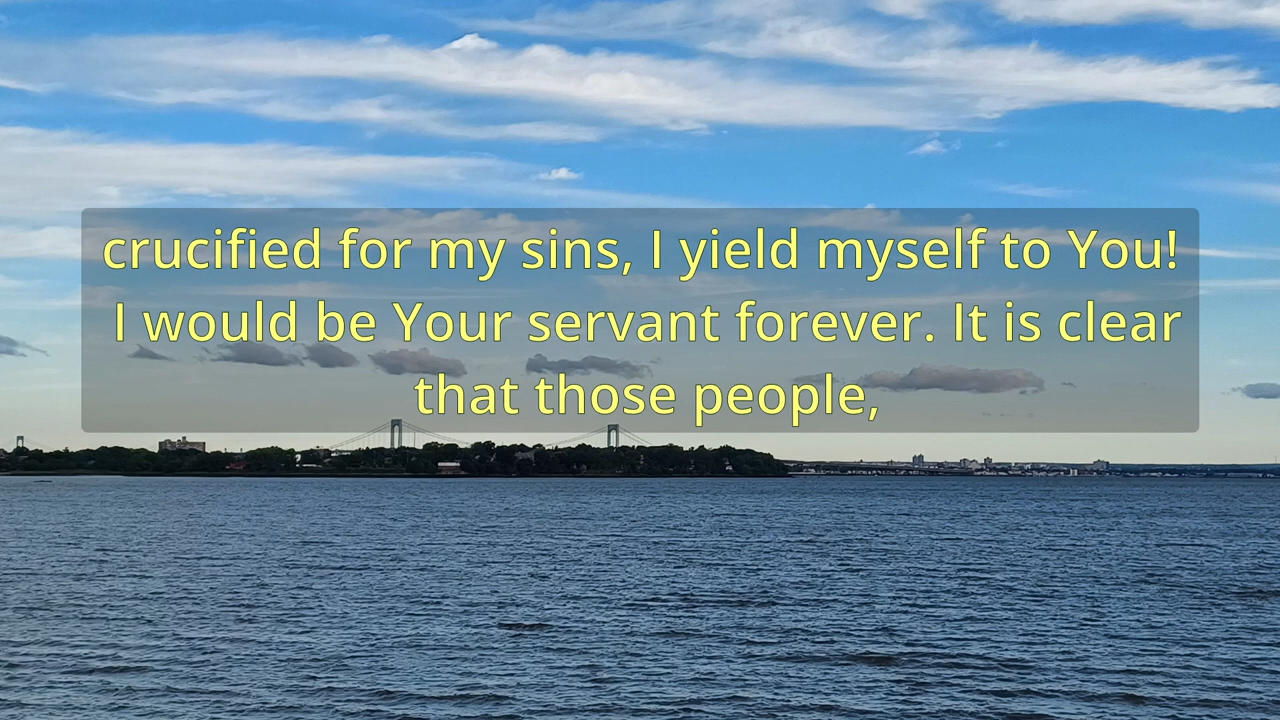 crucified for my sins, I yield myself to You!
I would be Your servant forever. It is clear
that those people,